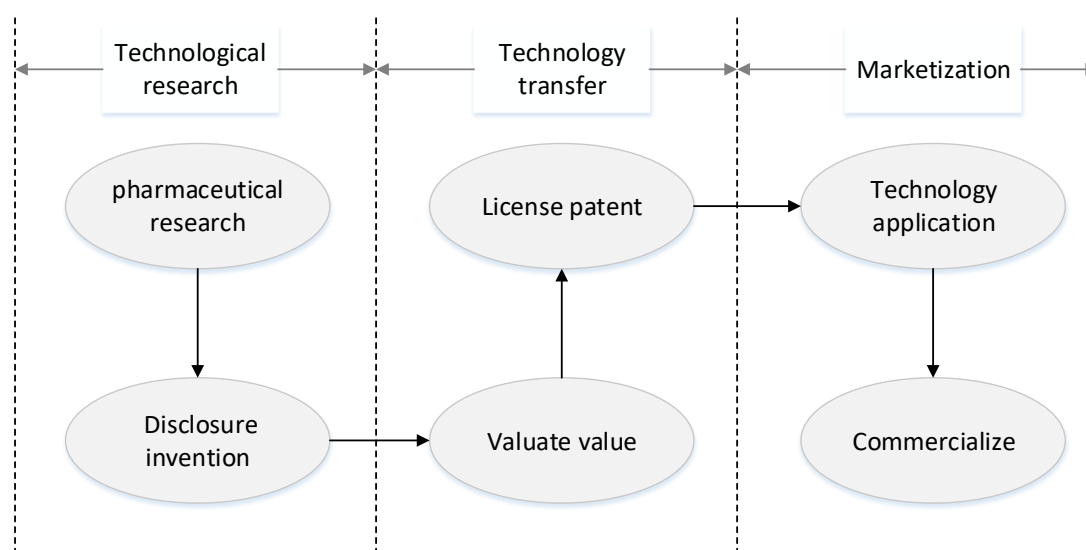 Technological
research
Technology
transfer
Marketization
pharmaceutical
research
License patent
Technology
application
Disclosure
invention
Valuate value
Commercialize